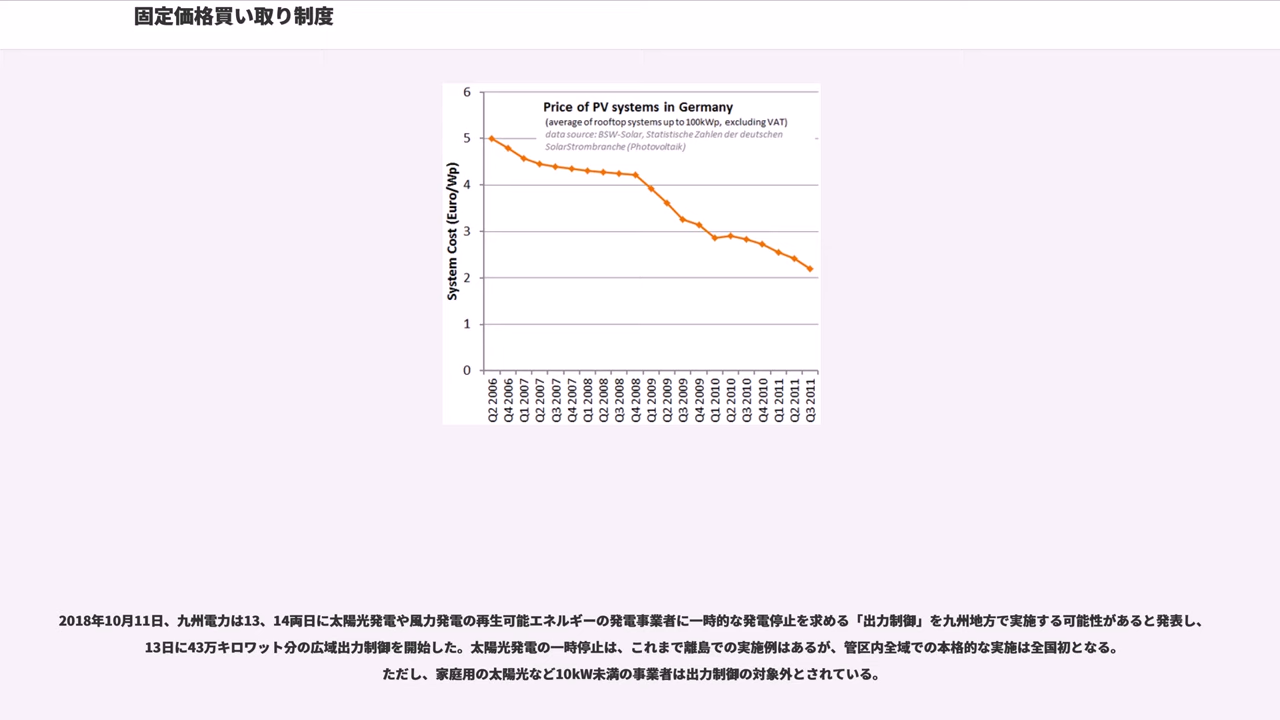 固定価格買い取り制度
Price of PV systems in Germany
(average of rooftop systems up to 100kWp, excluding VAT)
data source: BSW-Solar, Statistische Zahlen der deutschen
SolarStrombranche (Photovoltaik)
System Cost (Euro/Wp)
6
5
4
3
2
1
0
Q2 2006
Q4 2006
Q1 2007
Q2 2007
Q3 2007
Q4 2007
Q1 2008
Q2 2008
Q3 2008
Q4 2008
Q1 2009
Q2 2009
Q3 2009
Q4 2009
Q1 2010
Q2 2010
Q3 2010
Q4 2010
Q1 2011
Q2 2011
Q3 2011
2018年10月11日、九州電力は13、14両日に太陽光発電や風力発電の再生可能エネルギーの発電事業者に一時的な発電停止を求める「出力制御」を九州地方で実施する可能性があると発表し、
13日に43万キロワット分の広域出力制御を開始した。太陽光発電の一時停止は、これまで離島での実施例はあるが、管区内全域での本格的な実施は全国初となる。
ただし、家庭用の太陽光など10kW未満の事業者は出力制御の対象外とされている。